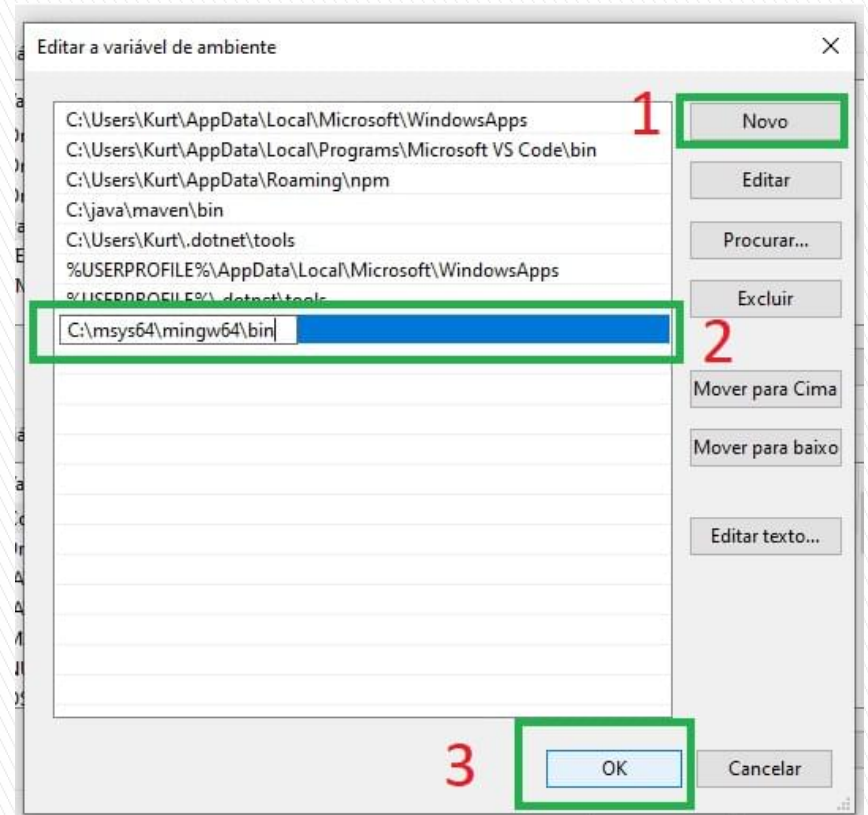 Editar a variável de ambiente
C:\Users\Kurt\AppData\Local\Microsoft\WindowsApps
C:\Users\Kurt\AppData\Local\Programs\Microsoft VS Code\bin
C:\Users\Kurt\AppData\Roaming\npm
C:\java\maven\bin
C:\Users\Kurt\.dotnet\tools
%USERPROFILE%\AppData\Local\Microsoft\WindowsApps
%USERPROFILE%\.dotnet\tools
C:\msys64\mingw64\bin
1
Novo
Editar
Procurar...
Excluir
2
Mover para Cima
Mover para baixo
Editar texto...
3
OK
Cancelar